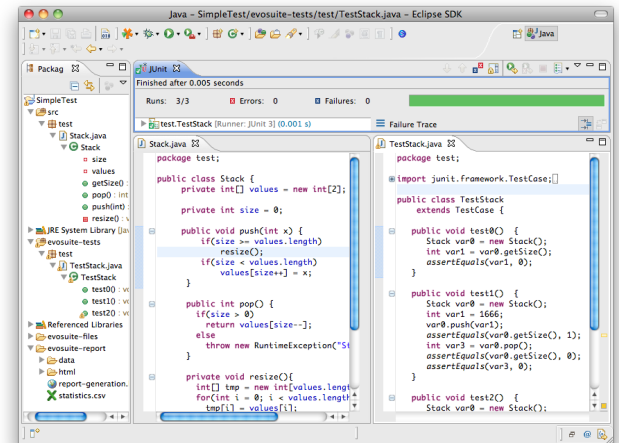 Java - SimpleTest/evosuite-tests/test/TestStack.java - Eclipse SDK
Java
Packag
SimpleTest
src
test
Stack.java
Stack
size
values
getSize() :
pop() : int
push(int) :
resize() : v
JRE System Library [Jav
evosuite-tests
test
TestStack.java
TestStack
test0() : vo
test1() : vo
test2() : vo
Referenced Libraries
evosuite-files
evosuite-report
data
html
report-generation.
statistics.csv
JUnit
Finished after 0.005 seconds
Runs: 3/3 Errors: 0 Failures: 0
test.TestStack [Runner: JUnit 3] (0.001 s)
Failure Trace
Stack.java
package test;
public class Stack {
private int[] values = new int[2];
private int size = 0;
public void push(int x) {
if(size >= values.length)
resize();
if(size < values.length)
values[size++] = x;
}
public int pop() {
if(size > 0)
return values[size--];
else
throw new RuntimeException("St
}
private void resize(){
int[] tmp = new int[values.lengt
for(int i = 0; i < values.length
tmp[i] = values[i];
TestStack.java
package test;
import junit.framework.TestCase;
public class TestStack
extends TestCase {
public void test0() {
Stack var0 = new Stack();
int var1 = var0.getSize();
assertEquals(var1, 0);
}
public void test1() {
Stack var0 = new Stack();
int var1 = 1666;
var0.push(var1);
assertEquals(var0.getSize(), 1);
int var3 = var0.pop();
assertEquals(var0.getSize(), 0);
assertEquals(var3, 0);
}
public void test2() {
Stack var0 = new Stack();